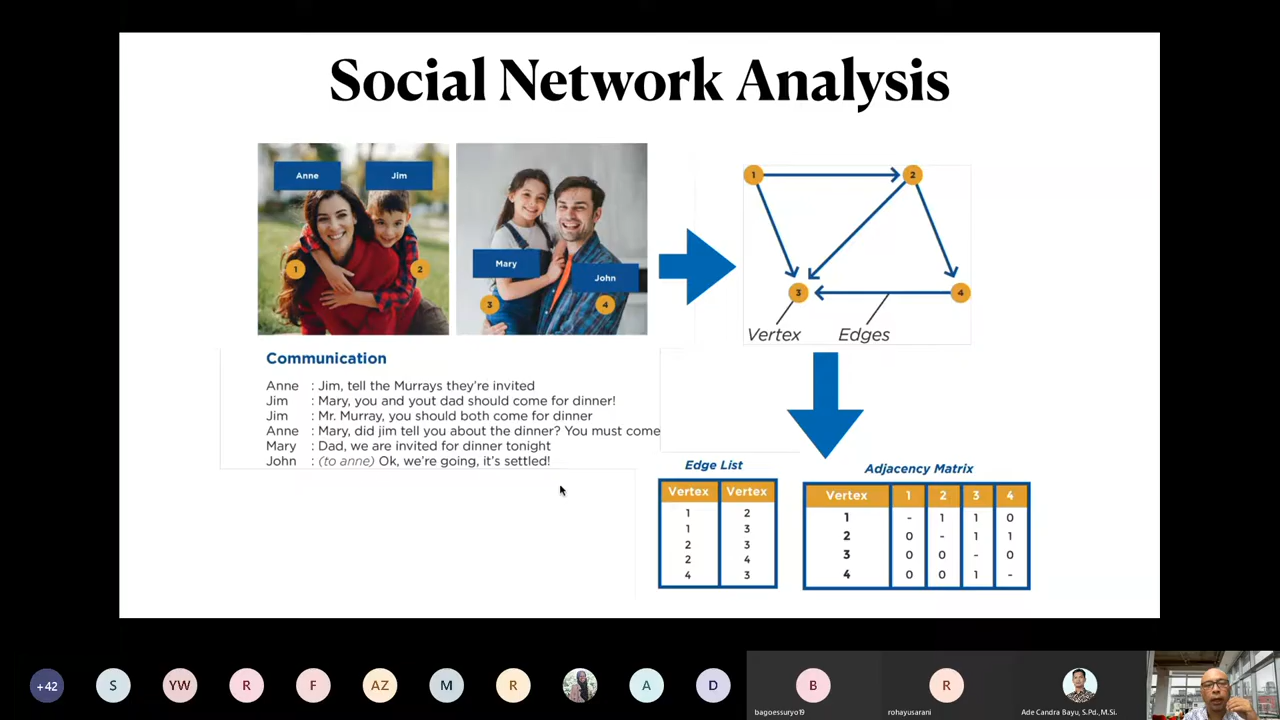 Social Network Analysis
Anne
Jim
1
2
Mary
John
3
4
1
2
3
4
Vertex
Edges
Communication
Anne : Jim, tell the Murrays they're invited
Jim : Mary, you and yout dad should come for dinner!
Jim : Mr. Murray, you should both come for dinner
Anne : Mary, did jim tell you about the dinner? You must come
Mary : Dad, we are invited for dinner tonight
John : (to anne) Ok, we're going, it's settled!
Edge List
Vertex Vertex
1 2
1 3
2 3
2 4
4 3
Adjacency Matrix
Vertex 1 2 3 4
1 - 1 1 0
2 0 - 1 1
3 0 0 - 0
4 0 0 1 -
+42
S
YW
R
F
AZ
M
R
A
D
B
bagoessuryo19
R
rohayusarani
Ade Candra Bayu, S.Pd., M.Si.